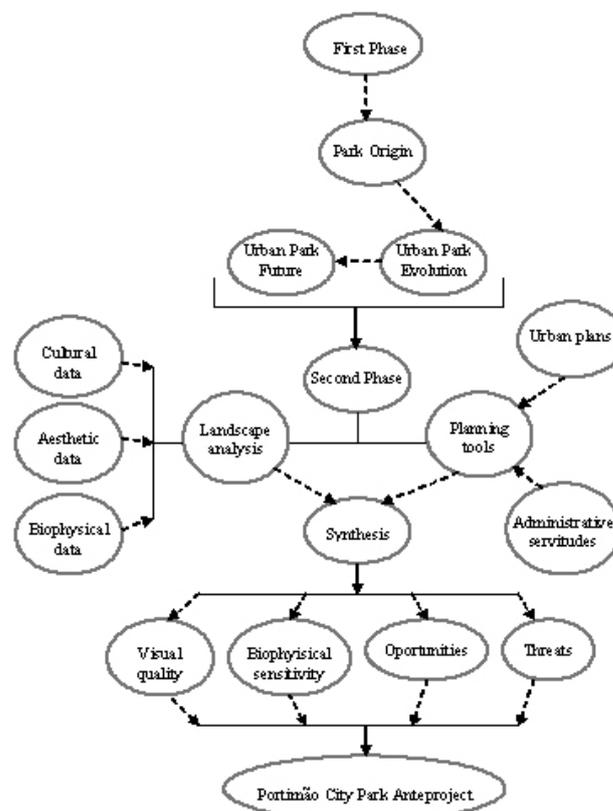 First Phase
Park Origin
Urban Park
Future
Urban Park
Evolution
Urban plans
Cultural
data
Second Phase
Aesthetic
data
Landscape
analysis
Planning
tools
Biophysical
data
Synthesis
Administrative
servitudes
Visual
quality
Biophyisical
sensitivity
Oportunities
Threats
Portimão City Park Anteproject